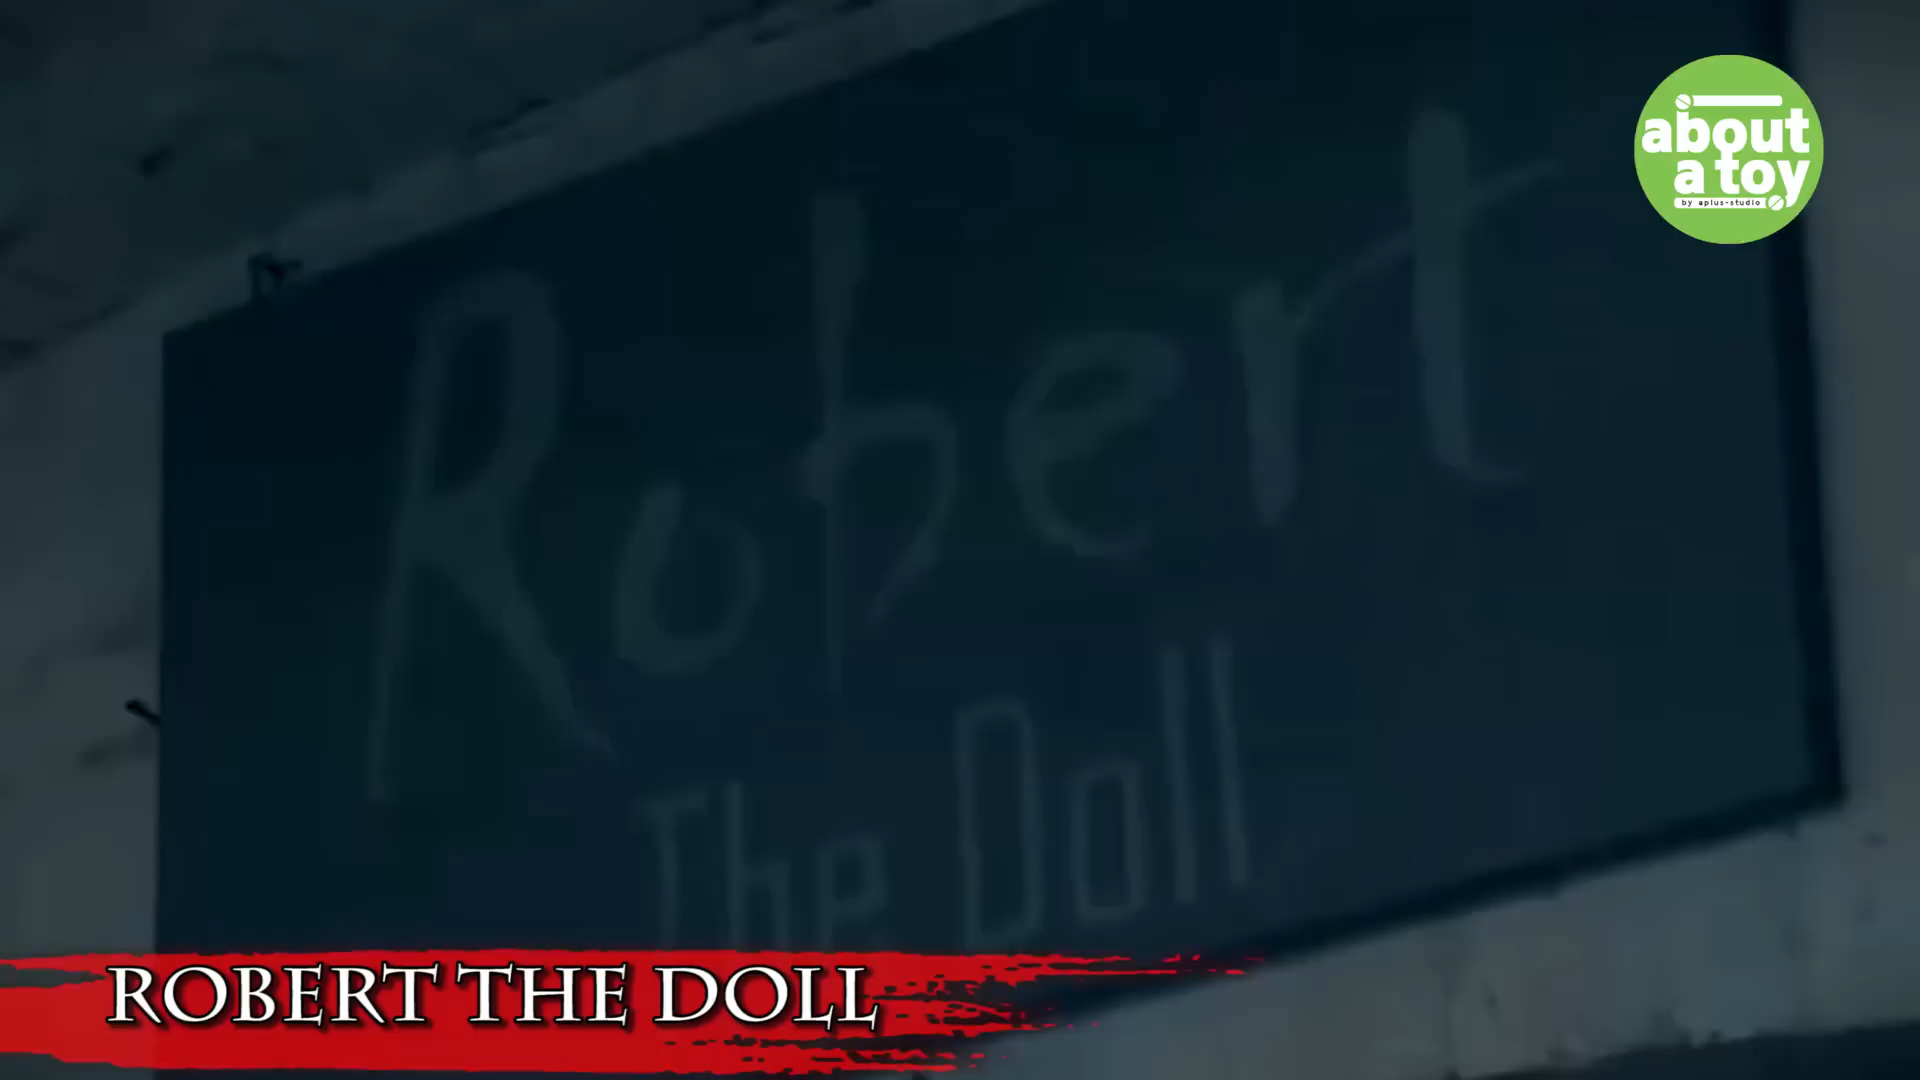 about
a toy
by aplus-studio
Robert
The Doll
ROBERT THE DOLL